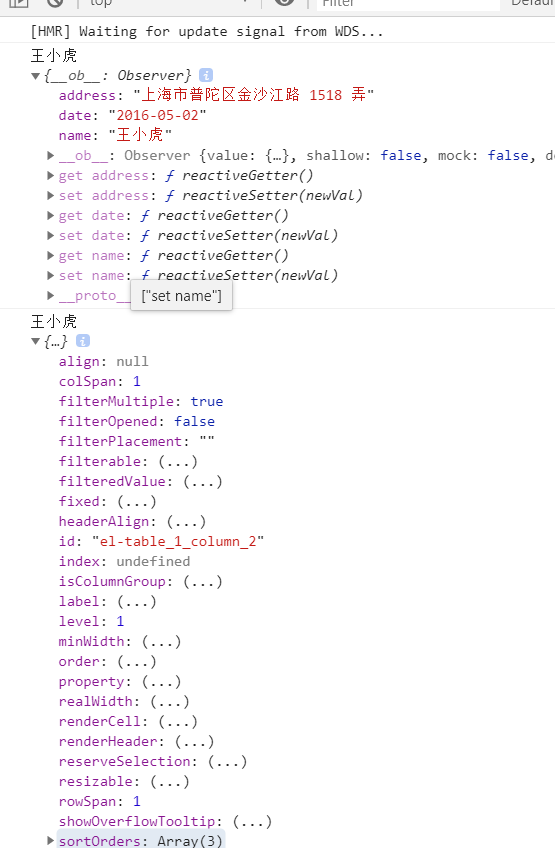 top
Filter
Default
[HMR] Waiting for update signal from WDS...
王小虎
▼{__ob__: Observer} i
address: "上海市普陀区金沙江路 1518 弄"
date: "2016-05-02"
name: "王小虎"
▶__ob__: Observer {value: {…}, shallow: false, mock: false, de
▶get address: ƒ reactiveGetter()
▶set address: ƒ reactiveSetter(newVal)
▶get date: ƒ reactiveGetter()
▶set date: ƒ reactiveSetter(newVal)
▶get name: ƒ reactiveGetter()
▶set name: ƒ reactiveSetter(newVal)
▶__proto__
["set name"]
王小虎
▼{…} i
align: null
colSpan: 1
filterMultiple: true
filterOpened: false
filterPlacement: ""
filterable: (...)
filteredValue: (...)
fixed: (...)
headerAlign: (...)
id: "el-table_1_column_2"
index: undefined
isColumnGroup: (...)
label: (...)
level: 1
minWidth: (...)
order: (...)
property: (...)
realWidth: (...)
renderCell: (...)
renderHeader: (...)
reserveSelection: (...)
resizable: (...)
rowSpan: 1
showOverflowTooltip: (...)
▶sortOrders: Array(3)